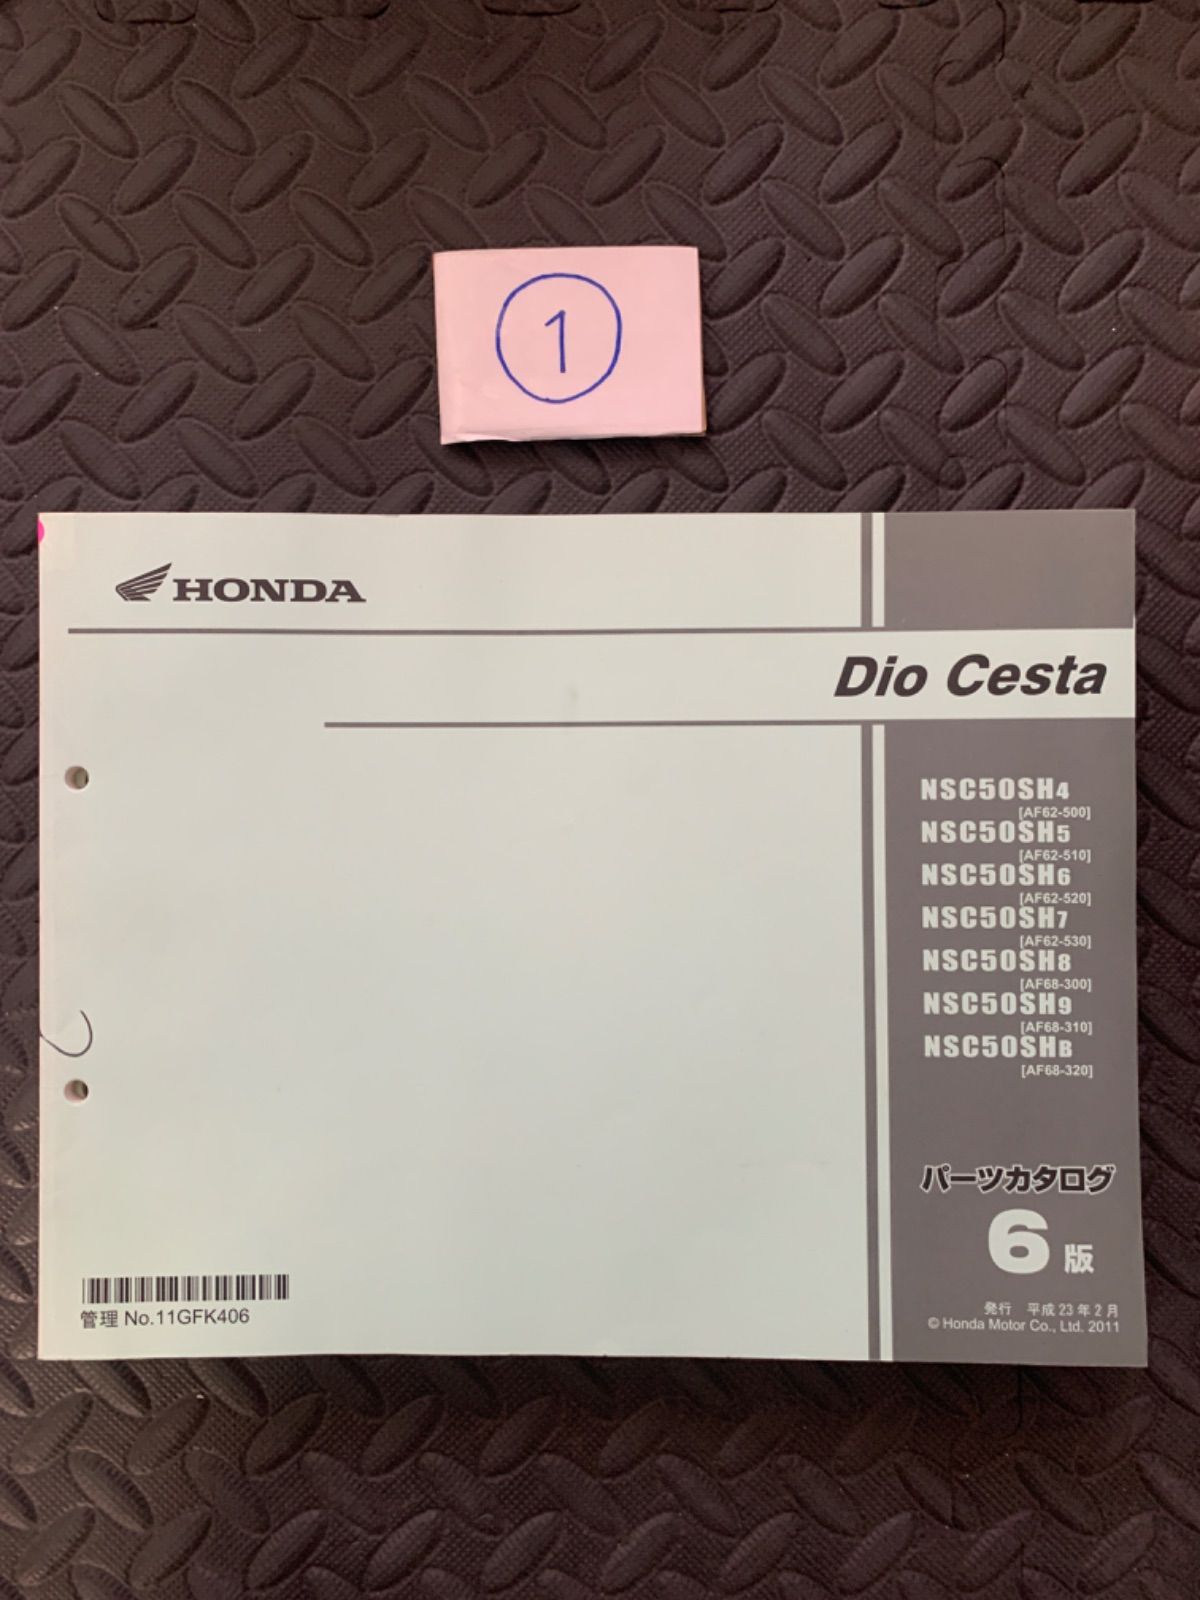 1
HONDA
Dio Cesta
NSC50SH4
[AF62-500]
NSC50SH5
[AF62-510]
NSC50SH6
[AF62-520]
NSC50SH7
[AF62-530]
NSC50SH8
[AF68-300]
NSC50SH9
[AF68-310]
NSC50SHB
[AF68-320]
パーツカタログ
6版
発行 平成23年2月
© Honda Motor Co., Ltd. 2011
管理 No.11GFK406